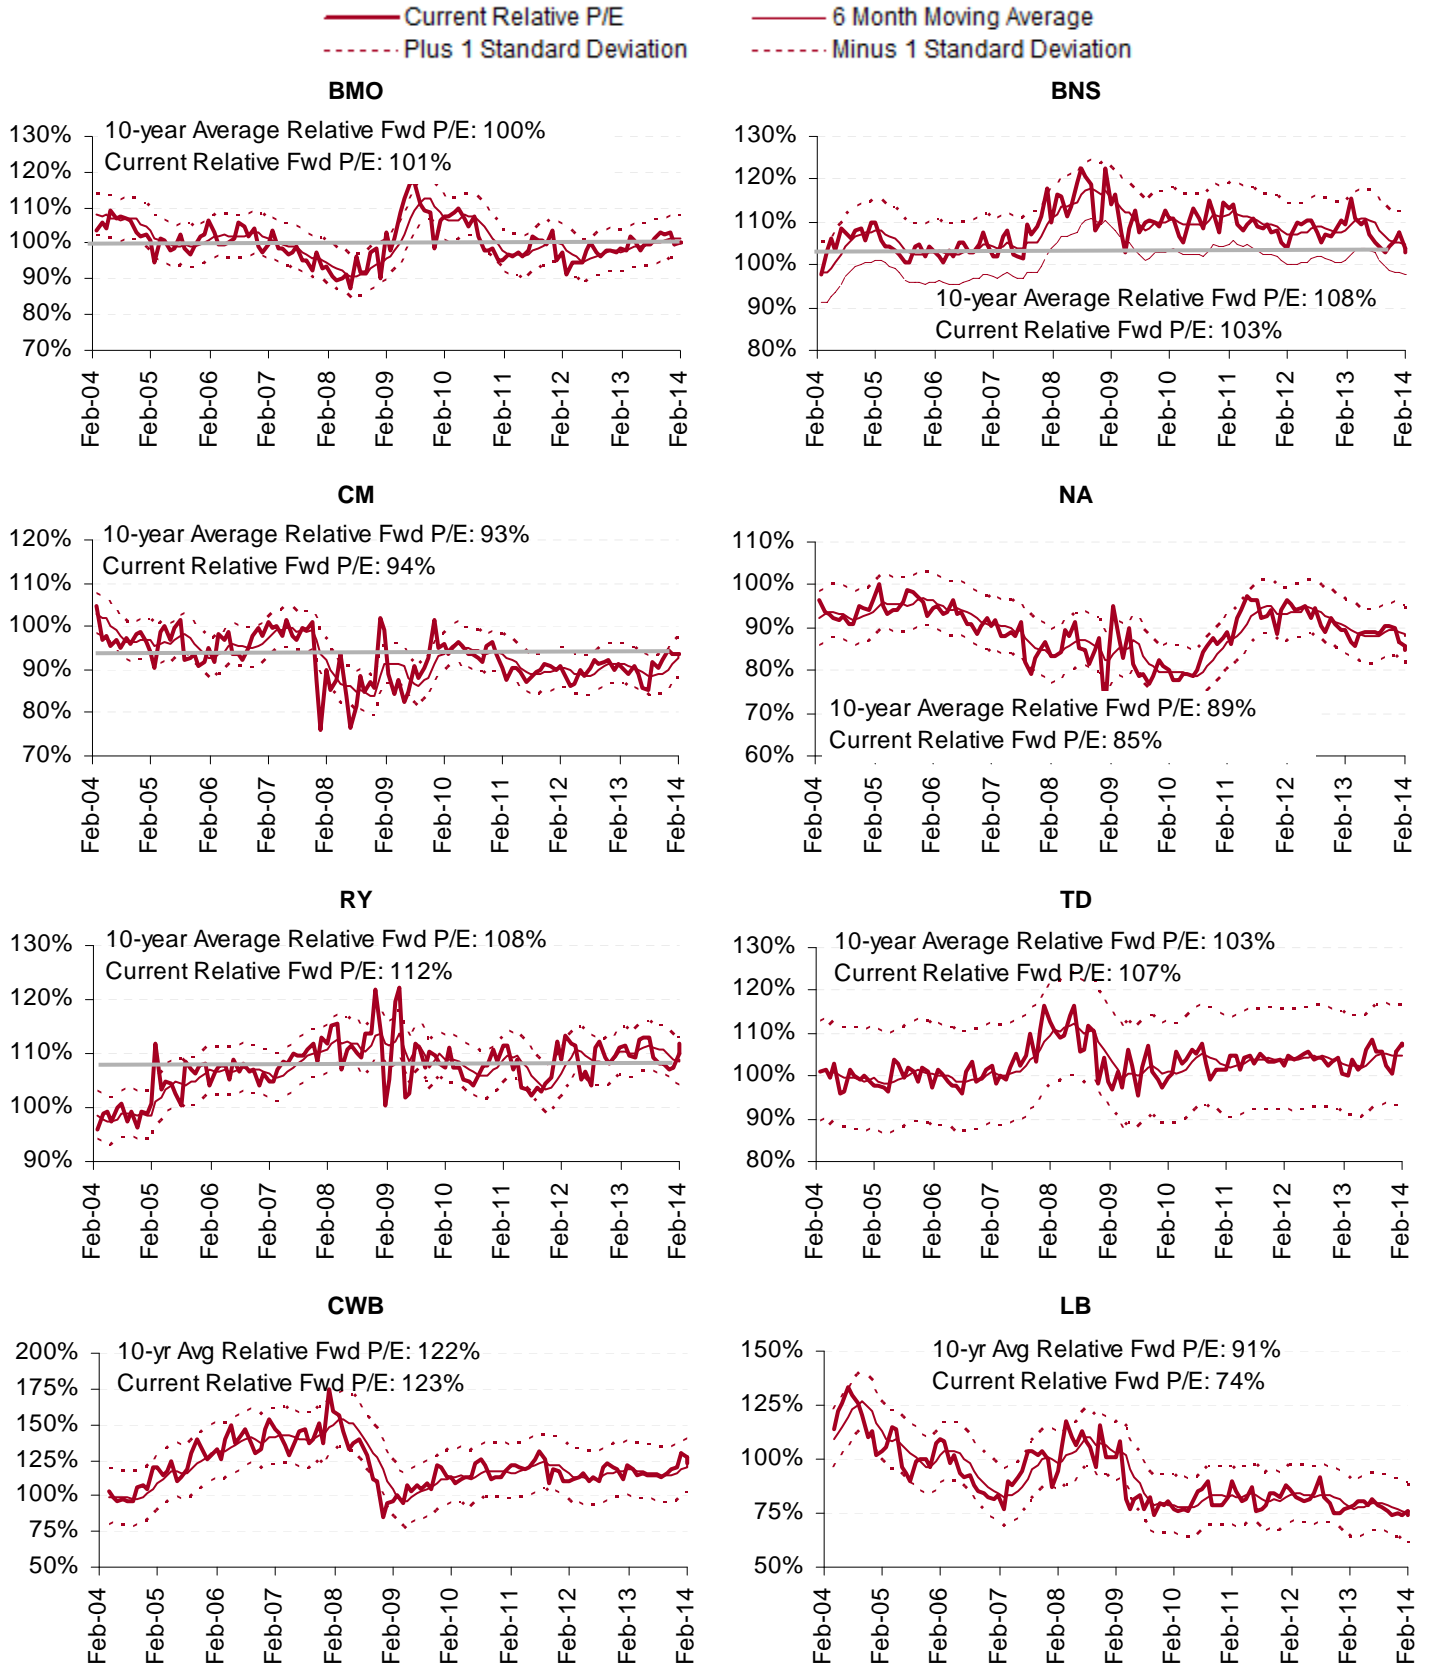 Current Relative P/E
6 Month Moving Average
Plus 1 Standard Deviation
Minus 1 Standard Deviation
BMO
10-year Average Relative Fwd P/E: 100%
Current Relative Fwd P/E: 101%
130%
120%
110%
100%
90%
80%
70%
Feb-04
Feb-05
Feb-06
Feb-07
Feb-08
Feb-09
Feb-10
Feb-11
Feb-12
Feb-13
Feb-14
BNS
130%
120%
110%
100%
90%
80%
10-year Average Relative Fwd P/E: 108%
Current Relative Fwd P/E: 103%
Feb-04
Feb-05
Feb-06
Feb-07
Feb-08
Feb-09
Feb-10
Feb-11
Feb-12
Feb-13
Feb-14
CM
10-year Average Relative Fwd P/E: 93%
Current Relative Fwd P/E: 94%
120%
110%
100%
90%
80%
70%
Feb-04
Feb-05
Feb-06
Feb-07
Feb-08
Feb-09
Feb-10
Feb-11
Feb-12
Feb-13
Feb-14
NA
110%
100%
90%
80%
70%
60%
10-year Average Relative Fwd P/E: 89%
Current Relative Fwd P/E: 85%
Feb-04
Feb-05
Feb-06
Feb-07
Feb-08
Feb-09
Feb-10
Feb-11
Feb-12
Feb-13
Feb-14
RY
10-year Average Relative Fwd P/E: 108%
Current Relative Fwd P/E: 112%
130%
120%
110%
100%
90%
Feb-04
Feb-05
Feb-06
Feb-07
Feb-08
Feb-09
Feb-10
Feb-11
Feb-12
Feb-13
Feb-14
TD
10-year Average Relative Fwd P/E: 103%
Current Relative Fwd P/E: 107%
130%
120%
110%
100%
90%
80%
Feb-04
Feb-05
Feb-06
Feb-07
Feb-08
Feb-09
Feb-10
Feb-11
Feb-12
Feb-13
Feb-14
CWB
10-yr Avg Relative Fwd P/E: 122%
Current Relative Fwd P/E: 123%
200%
175%
150%
125%
100%
75%
50%
Feb-04
Feb-05
Feb-06
Feb-07
Feb-08
Feb-09
Feb-10
Feb-11
Feb-12
Feb-13
Feb-14
LB
10-yr Avg Relative Fwd P/E: 91%
Current Relative Fwd P/E: 74%
150%
125%
100%
75%
50%
Feb-04
Feb-05
Feb-06
Feb-07
Feb-08
Feb-09
Feb-10
Feb-11
Feb-12
Feb-13
Feb-14